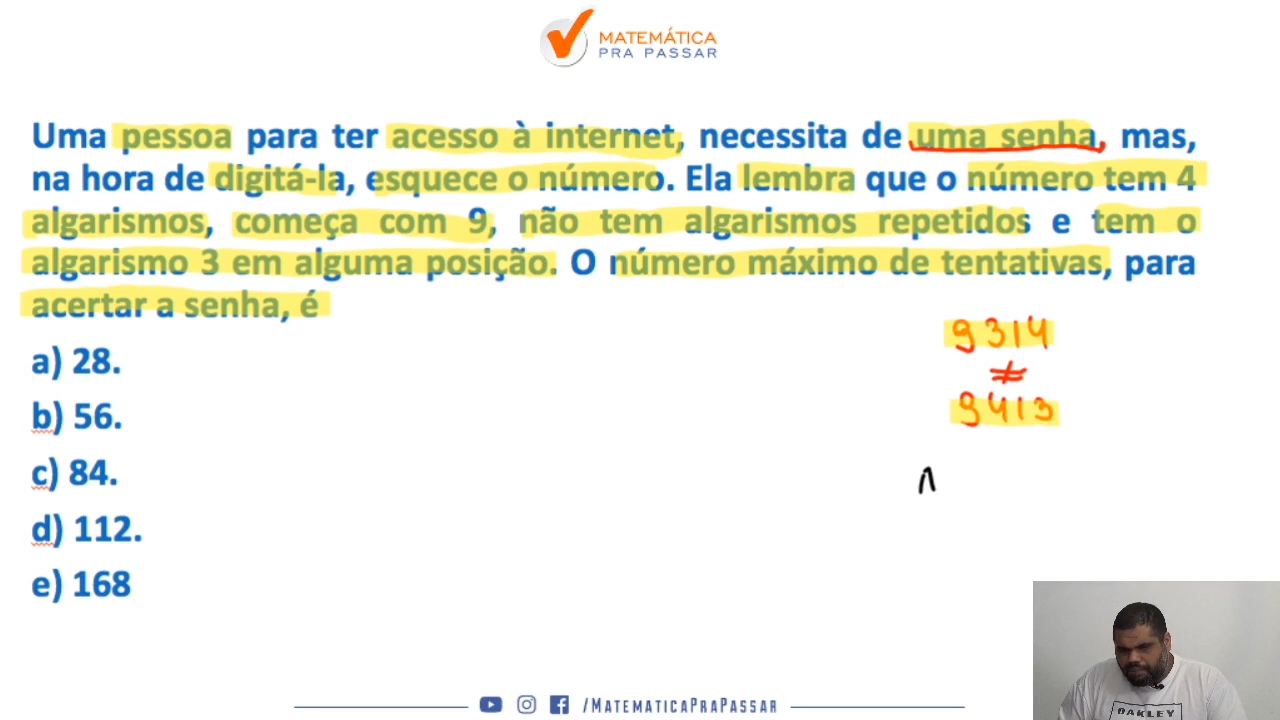 MATEMÁTICA
PRA PASSAR
Uma pessoa para ter acesso à internet, necessita de uma senha, mas,
na hora de digitá-la, esquece o número. Ela lembra que o número tem 4
algarismos, começa com 9, não tem algarismos repetidos e tem o
algarismo 3 em alguma posição. O número máximo de tentativas, para
acertar a senha, é
9314
≠
9413
a) 28.
b) 56.
c) 84.
d) 112.
e) 168
OAKLEY
/MATEMATICAPRAPASSAR